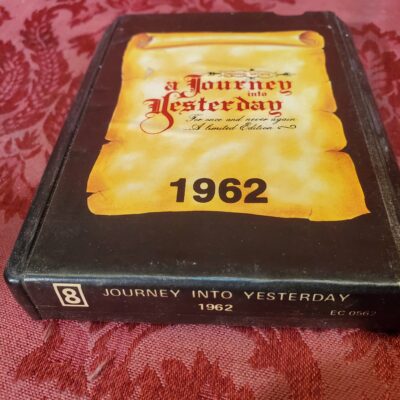 a Journey
into
Yesterday
For once and never again
A limited Edition
1962
8 JOURNEY INTO YESTERDAY
1962
EC 0562